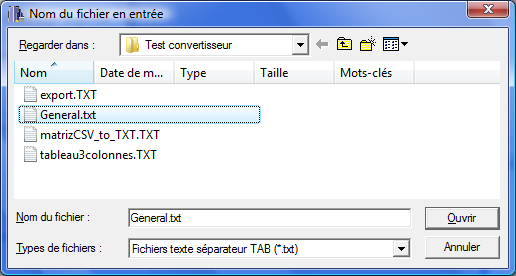 Nom du fichier en entrée
Regarder dans : Test convertisseur
Nom Date de m... Type Taille Mots-clés
export.TXT
General.txt
matrizCSV_to_TXT.TXT
tableau3colonnes.TXT
Nom du fichier : General.txt Ouvrir
Types de fichiers : Fichiers texte séparateur TAB (*.txt) Annuler